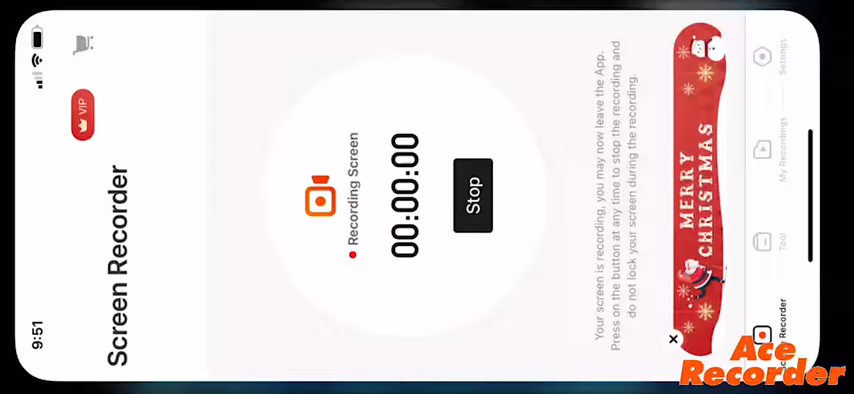 9:51
VIP
Screen Recorder
Recording Screen
00:00:00
Stop
Your screen is recording, you may now leave the App.
Press on the button at any time to stop the recording and
do not lock your screen during the recording.
MERRY
CHRISTMAS
Recorder
Tool
My Recordings
Settings
Ace
Recorder